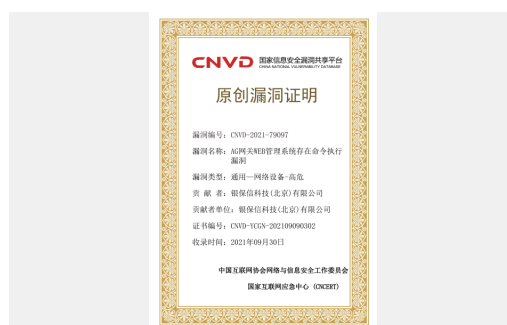 CNVD 国家信息安全漏洞共享平台
CHINA NATIONAL VULNERABILITY DATABASE
原创漏洞证明
漏洞编号：CNVD-2021-79097
漏洞名称：AG网关WEB管理系统存在命令执行
漏洞
漏洞类型：通用—网络设备-高危
贡 献 者：银保信科技(北京)有限公司
贡献者单位：银保信科技(北京)有限公司
证书编号：CNVD-YCGN-202109090302
收录时间：2021年09月30日
中国互联网协会网络与信息安全工作委员会
国家互联网应急中心 (CNCERT)